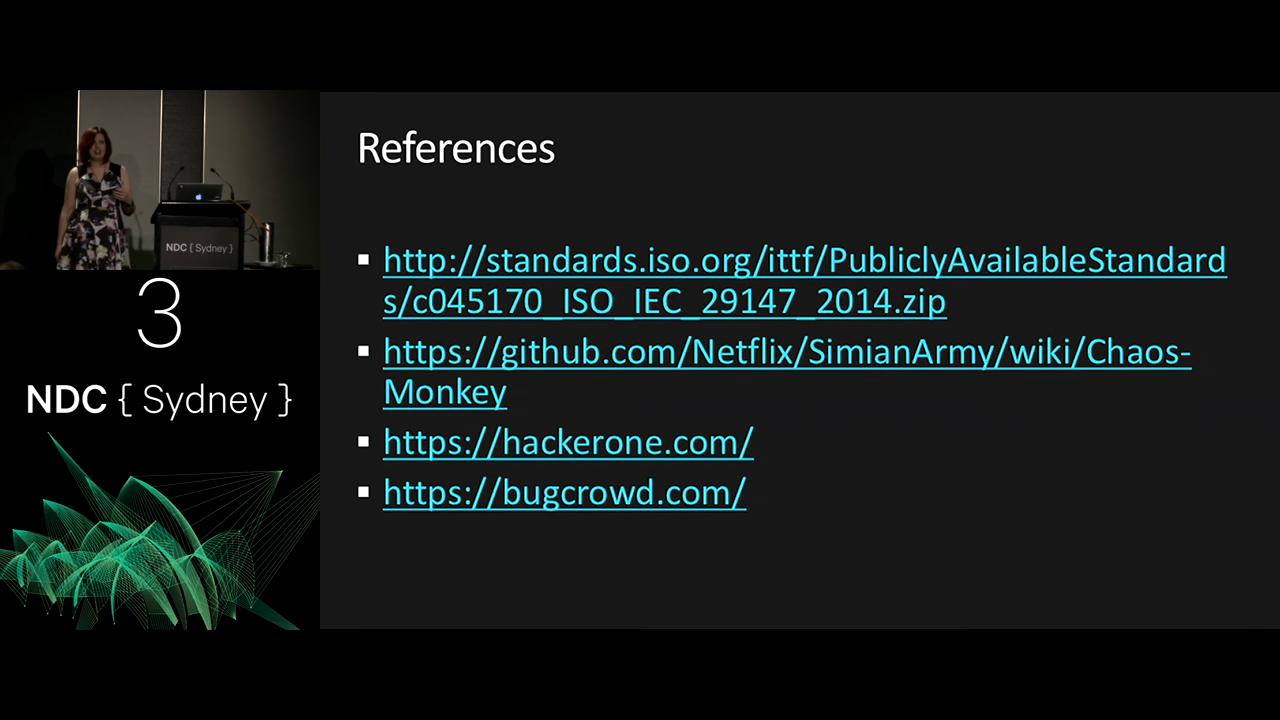 NDC { Sydney }
3
NDC { Sydney }
References
http://standards.iso.org/ittf/PubliclyAvailableStandard
s/c045170_ISO_IEC_29147_2014.zip
https://github.com/Netflix/SimianArmy/wiki/Chaos-
Monkey
https://hackerone.com/
https://bugcrowd.com/